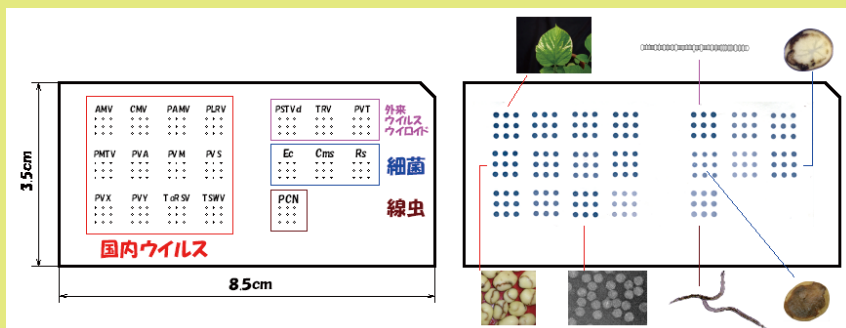 AMV CMV PAMV PLRV
PMTV PVA PVM PVS
PVX PVY ToRSV TSWV
国内ウイルス
PSTVd TRV PVT
外来
ウイルス
ウイロイド
Ec Cms Rs
細菌
PCN
線虫
3.5cm
8.5cm